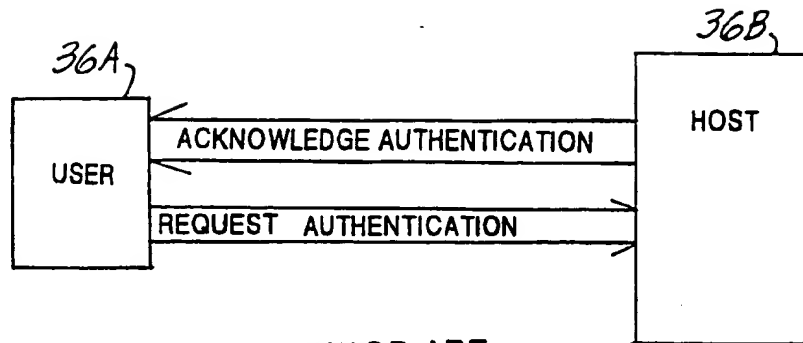 36A
36B
HOST
ACKNOWLEDGE AUTHENTICATION
USER
REQUEST AUTHENTICATION